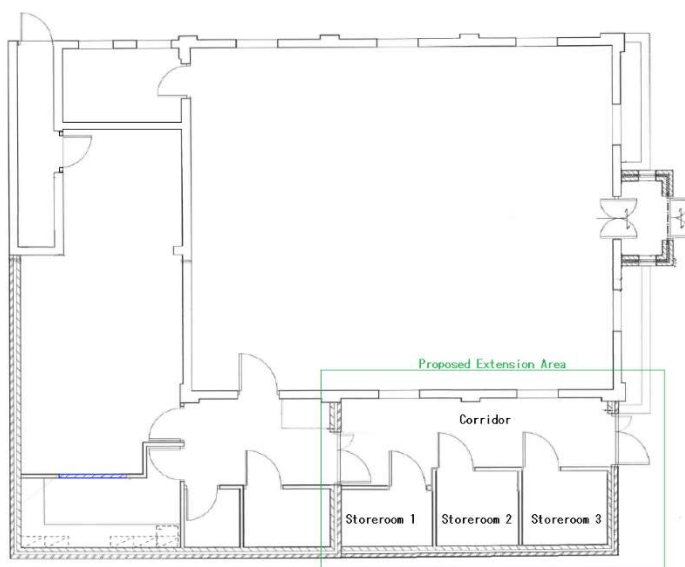 Proposed Extension Area
Corridor
Storeroom 1
Storeroom 2
Storeroom 3